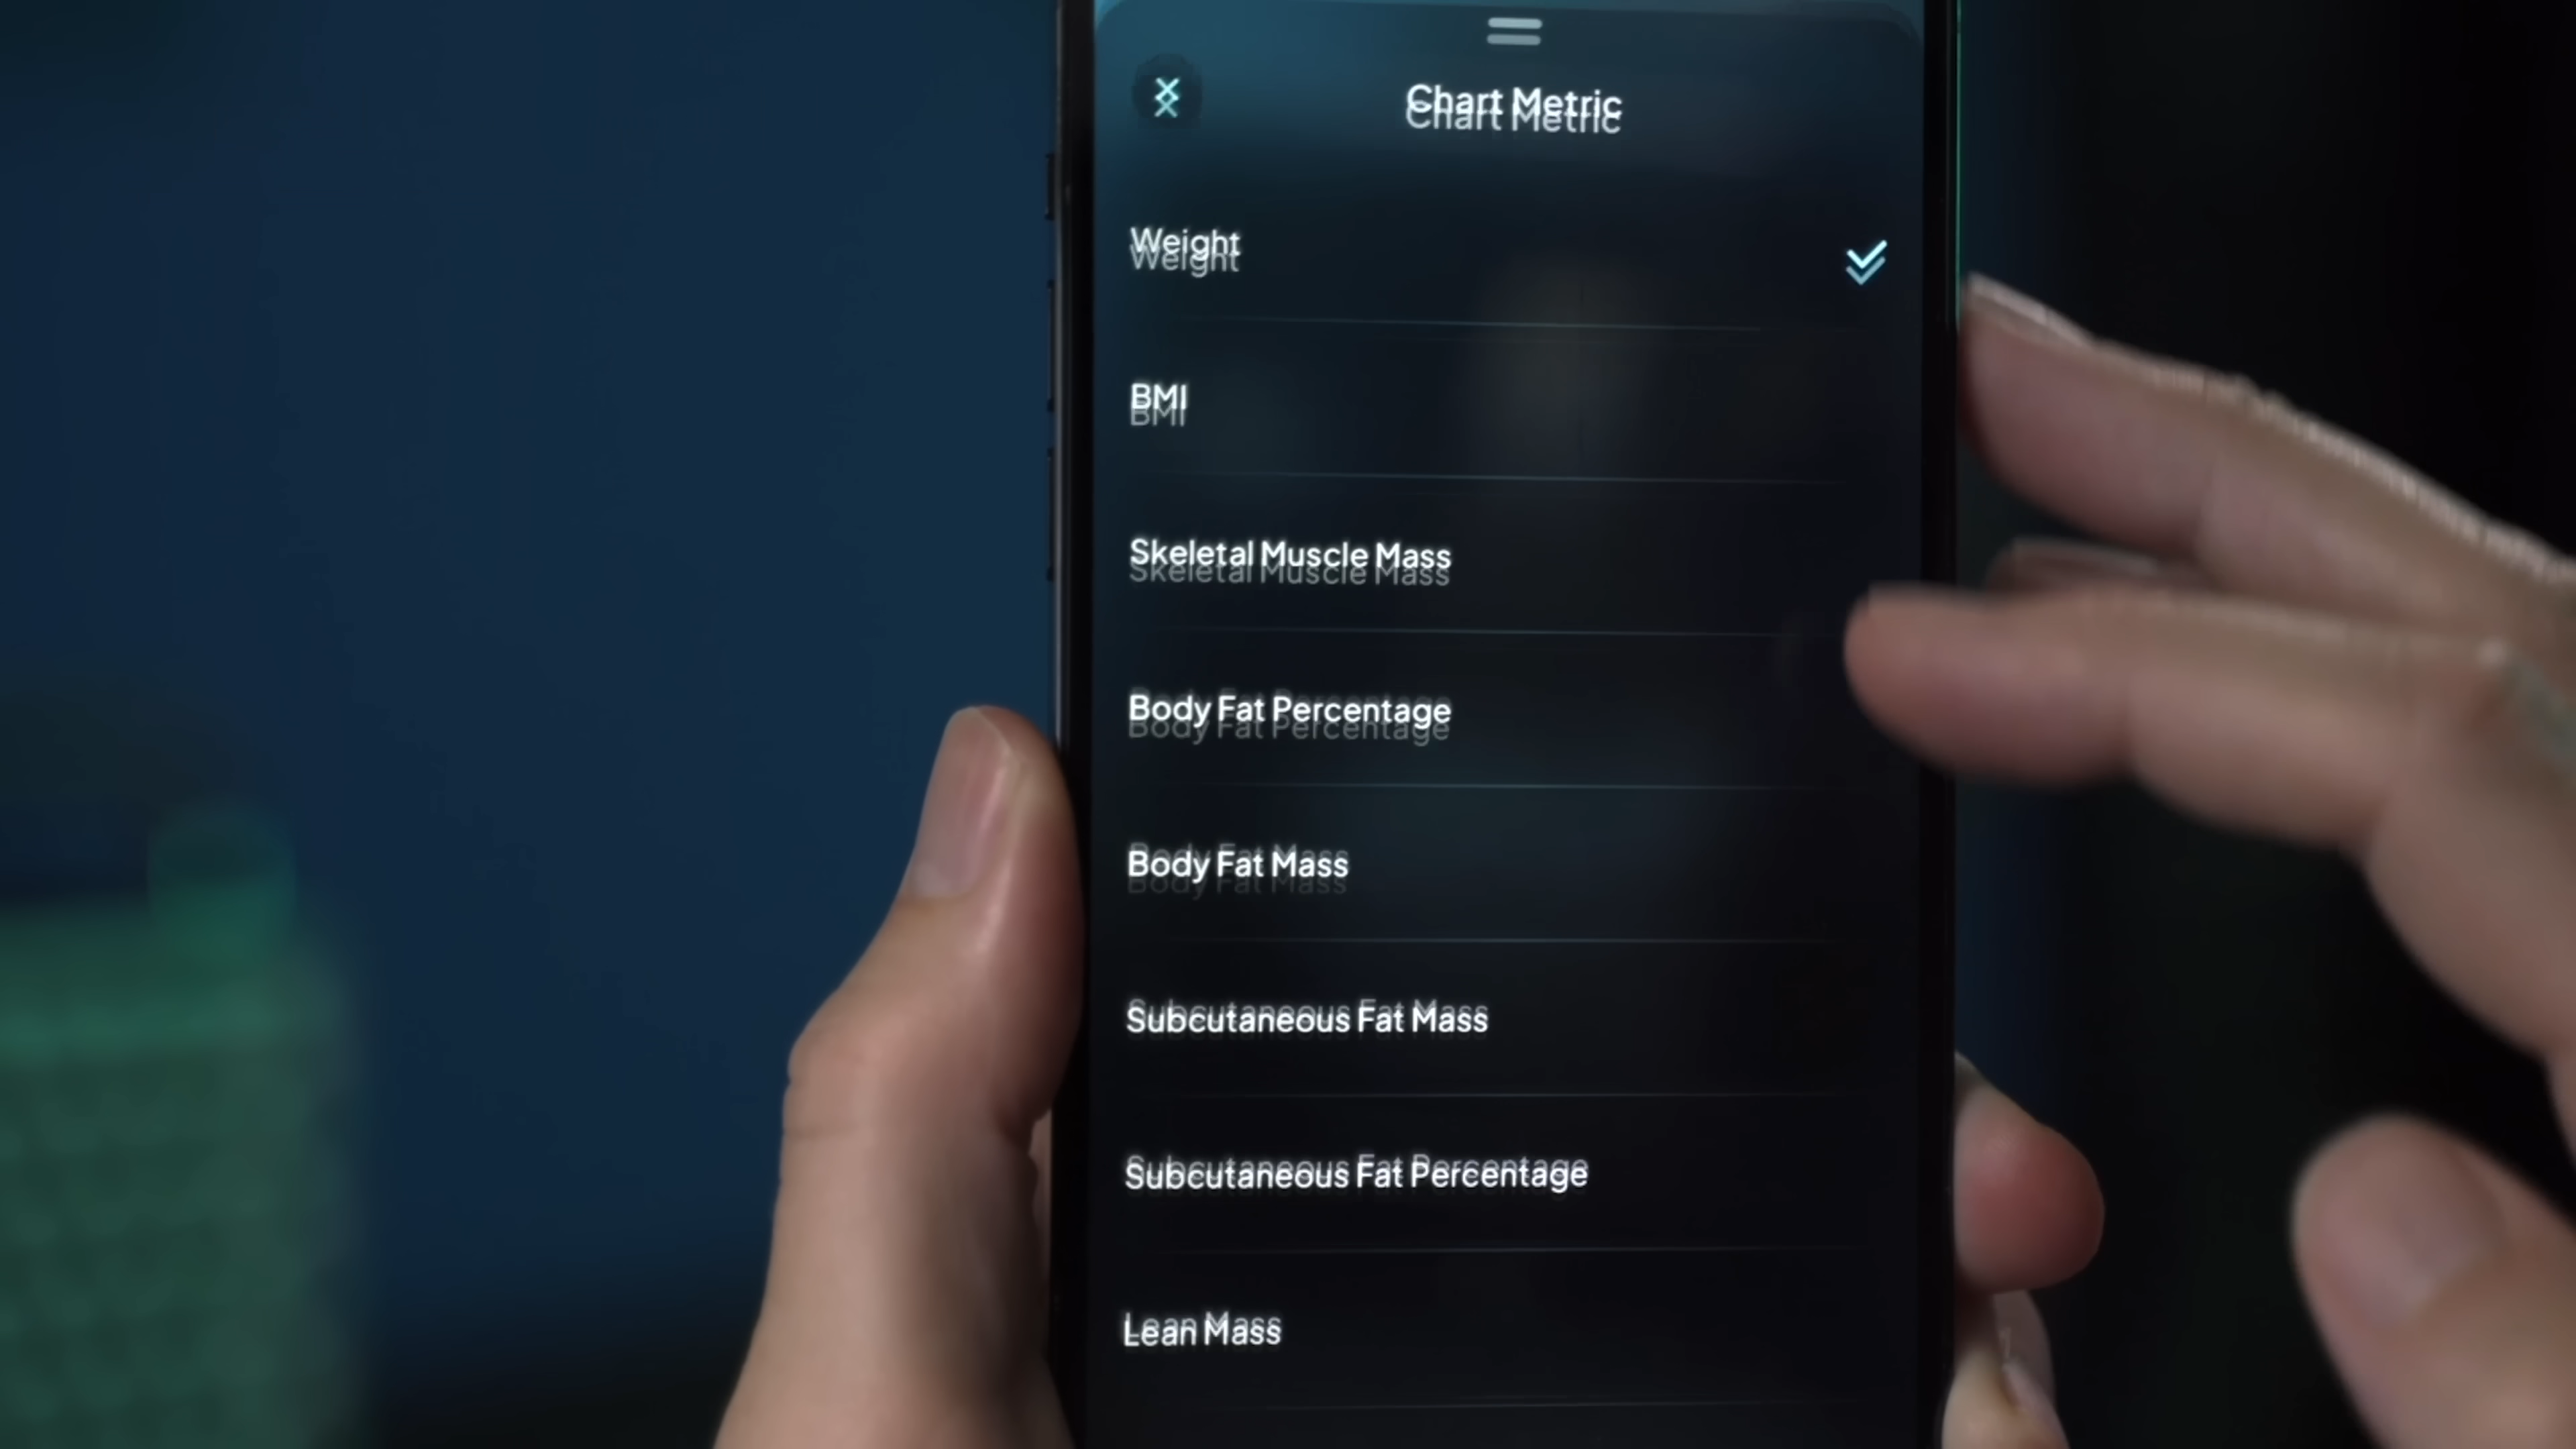 Chart Metric
Weight
BMI
Skeletal Muscle Mass
Body Fat Percentage
Body Fat Mass
Subcutaneous Fat Mass
Subcutaneous Fat Percentage
Lean Mass